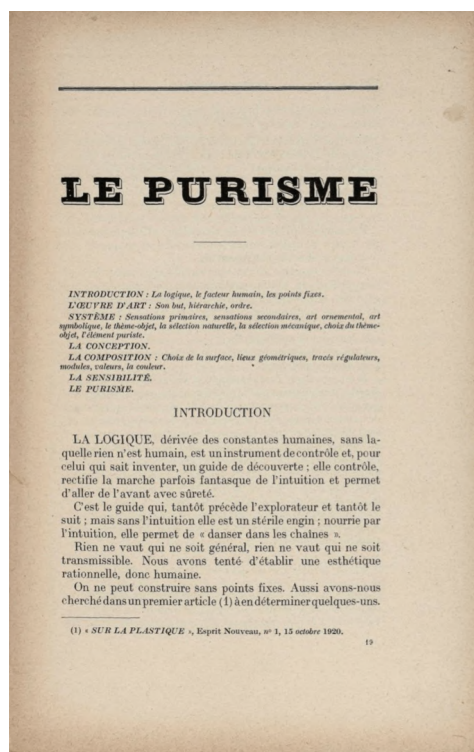 LE PURISME
INTRODUCTION : La logique, le facteur humain, les points fixes.
L'ŒUVRE D'ART : Son but, hiérarchie, ordre.
SYSTÈME : Sensations primaires, sensations secondaires, art ornemental, art
symbolique, le thème-objet, la sélection naturelle, la sélection mécanique, choix du thème-
objet, l'élément puriste.
LA CONCEPTION.
LA COMPOSITION : Choix de la surface, lieux géométriques, tracés régulateurs,
modules, valeurs, la couleur.
LA SENSIBILITÉ.
LE PURISME.
INTRODUCTION
LA LOGIQUE, dérivée des constantes humaines, sans la-
quelle rien n'est humain, est un instrument de contrôle et, pour
celui qui sait inventer, un guide de découverte ; elle contrôle,
rectifie la marche parfois fantasque de l'intuition et permet
d'aller de l'avant avec sûreté.
C'est le guide qui, tantôt précède l'explorateur et tantôt le
suit ; mais sans l'intuition elle est un stérile engin ; nourrie par
l'intuition, elle permet de « danser dans les chaînes ».
Rien ne vaut qui ne soit général, rien ne vaut qui ne soit
transmissible. Nous avons tenté d'établir une esthétique
rationnelle, donc humaine.
On ne peut construire sans points fixes. Aussi avons-nous
cherché dans un premier article (1) à en déterminer quelques-uns.
(1) « SUR LA PLASTIQUE », Esprit Nouveau, nº 1, 15 octobre 1920.
19